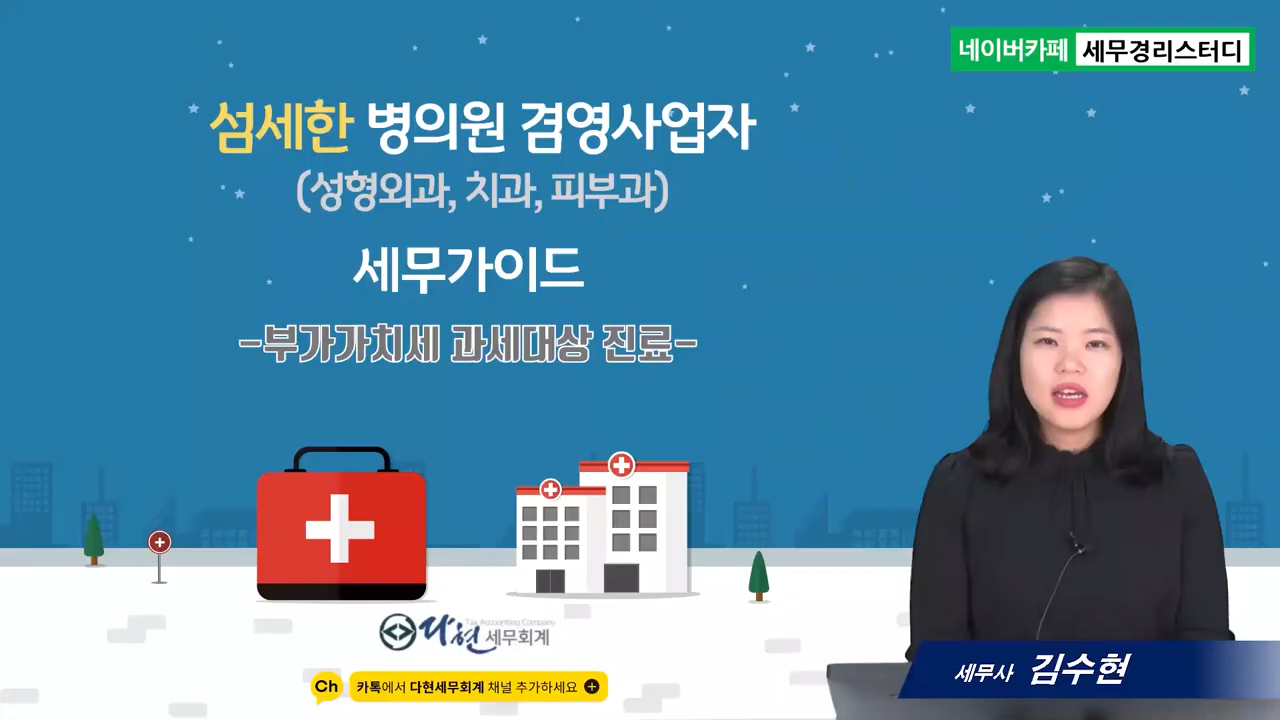 네이버카페 세무경리스터디
섬세한 병의원 겸영사업자
(성형외과, 치과, 피부과)
세무가이드
-부가가치세 과세대상 진료-
Tax Accounting Company
다현 세무회계
Ch 카톡에서 다현세무회계 채널 추가하세요
세무사 김수현